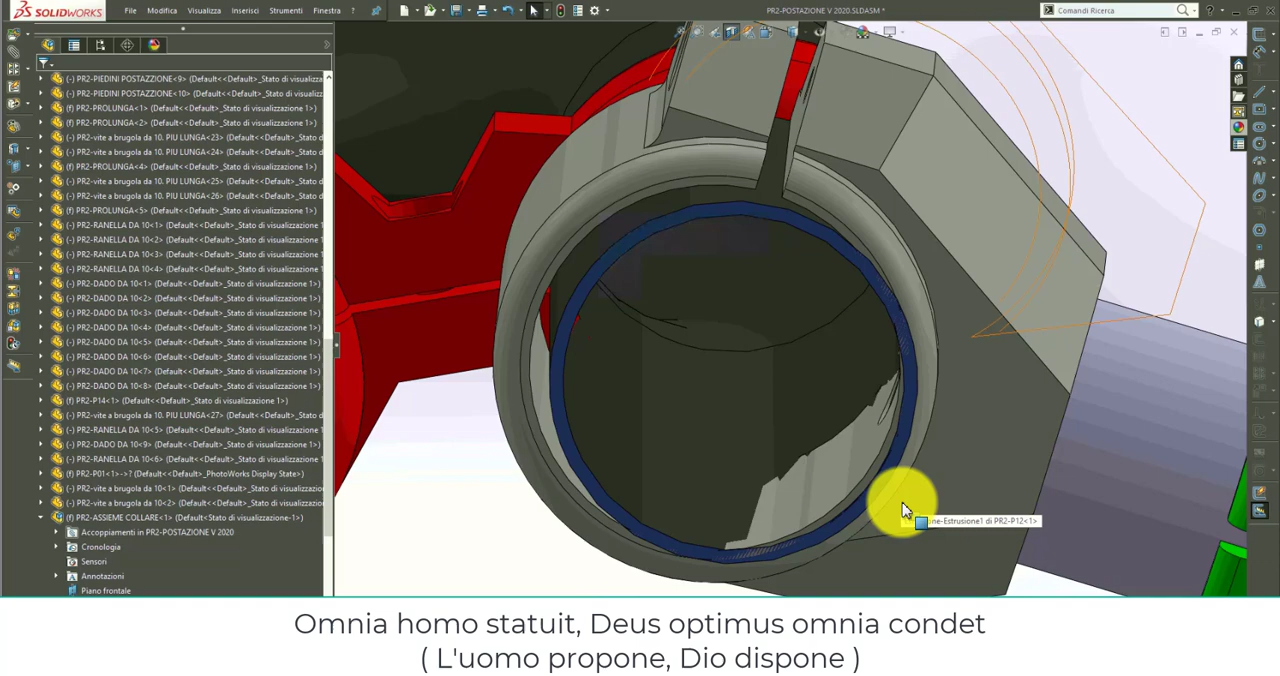 SOLIDWORKS
File Modifica Visualizza Inserisci Strumenti Finestra ?
PR2-POSTAZIONE V 2020.SLDASM *
Comandi Ricerca
(-) PR2-PIEDINI POSTAZZIONE<9> (Default<<Default>_Stato di visualizza
(-) PR2-PIEDINI POSTAZZIONE<10> (Default<<Default>_Stato di visualizz
(f) PR2-PROLUNGA<1> (Default<<Default>_Stato di visualizzazione 1>)
(f) PR2-PROLUNGA<2> (Default<<Default>_Stato di visualizzazione 1>)
(-) PR2-vite a brugola da 10. PIU LUNGA<23> (Default<<Default>_Stato d
(-) PR2-vite a brugola da 10. PIU LUNGA<24> (Default<<Default>_Stato d
(f) PR2-PROLUNGA<4> (Default<<Default>_Stato di visualizzazione 1>)
(-) PR2-vite a brugola da 10. PIU LUNGA<25> (Default<<Default>_Stato d
(-) PR2-vite a brugola da 10. PIU LUNGA<26> (Default<<Default>_Stato d
(f) PR2-PROLUNGA<5> (Default<<Default>_Stato di visualizzazione 1>)
(-) PR2-RANELLA DA 10<1> (Default<<Default>_Stato di visualizzazione 1
(-) PR2-RANELLA DA 10<2> (Default<<Default>_Stato di visualizzazione 1
(-) PR2-RANELLA DA 10<3> (Default<<Default>_Stato di visualizzazione 1
(-) PR2-RANELLA DA 10<4> (Default<<Default>_Stato di visualizzazione 1
(-) PR2-DADO DA 10<1> (Default<<Default>_Stato di visualizzazione 1>)
(-) PR2-DADO DA 10<2> (Default<<Default>_Stato di visualizzazione 1>)
(-) PR2-DADO DA 10<3> (Default<<Default>_Stato di visualizzazione 1>)
(-) PR2-DADO DA 10<4> (Default<<Default>_Stato di visualizzazione 1>)
(-) PR2-DADO DA 10<5> (Default<<Default>_Stato di visualizzazione 1>)
(-) PR2-DADO DA 10<6> (Default<<Default>_Stato di visualizzazione 1>)
(-) PR2-DADO DA 10<7> (Default<<Default>_Stato di visualizzazione 1>)
(-) PR2-DADO DA 10<8> (Default<<Default>_Stato di visualizzazione 1>)
(f) PR2-P14<1> (Default<<Default>_Stato di visualizzazione 1>)
(-) PR2-vite a brugola da 10. PIU LUNGA<27> (Default<<Default>_Stato d
(-) PR2-RANELLA DA 10<5> (Default<<Default>_Stato di visualizzazione 1
(-) PR2-DADO DA 10<9> (Default<<Default>_Stato di visualizzazione 1>)
(-) PR2-RANELLA DA 10<6> (Default<<Default>_Stato di visualizzazione 1
(f) PR2-P01<1>->? (Default<<Default>_PhotoWorks Display State>)
(-) PR2-vite a brugola da 10<1> (Default<<Default>_Stato di visualizzazio
(-) PR2-vite a brugola da 10<2> (Default<<Default>_Stato di visualizzazio
(f) PR2-ASSIEME COLLARE<1> (Default<Stato di visualizzazione-1>)
Accoppiamenti in PR2-POSTAZIONE V 2020
Cronologia
Sensori
Annotazioni
Piano frontale
ne-Estrusione1 di PR2-P12<1>
Omnia homo statuit, Deus optimus omnia condet
( L'uomo propone, Dio dispone )